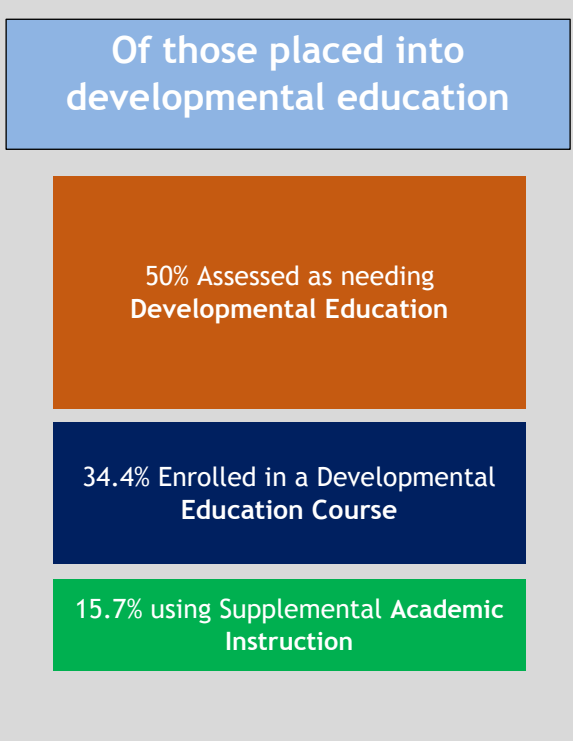 Of those placed into
developmental education
50% Assessed as needing
Developmental Education
34.4% Enrolled in a Developmental
Education Course
15.7% using Supplemental Academic
Instruction